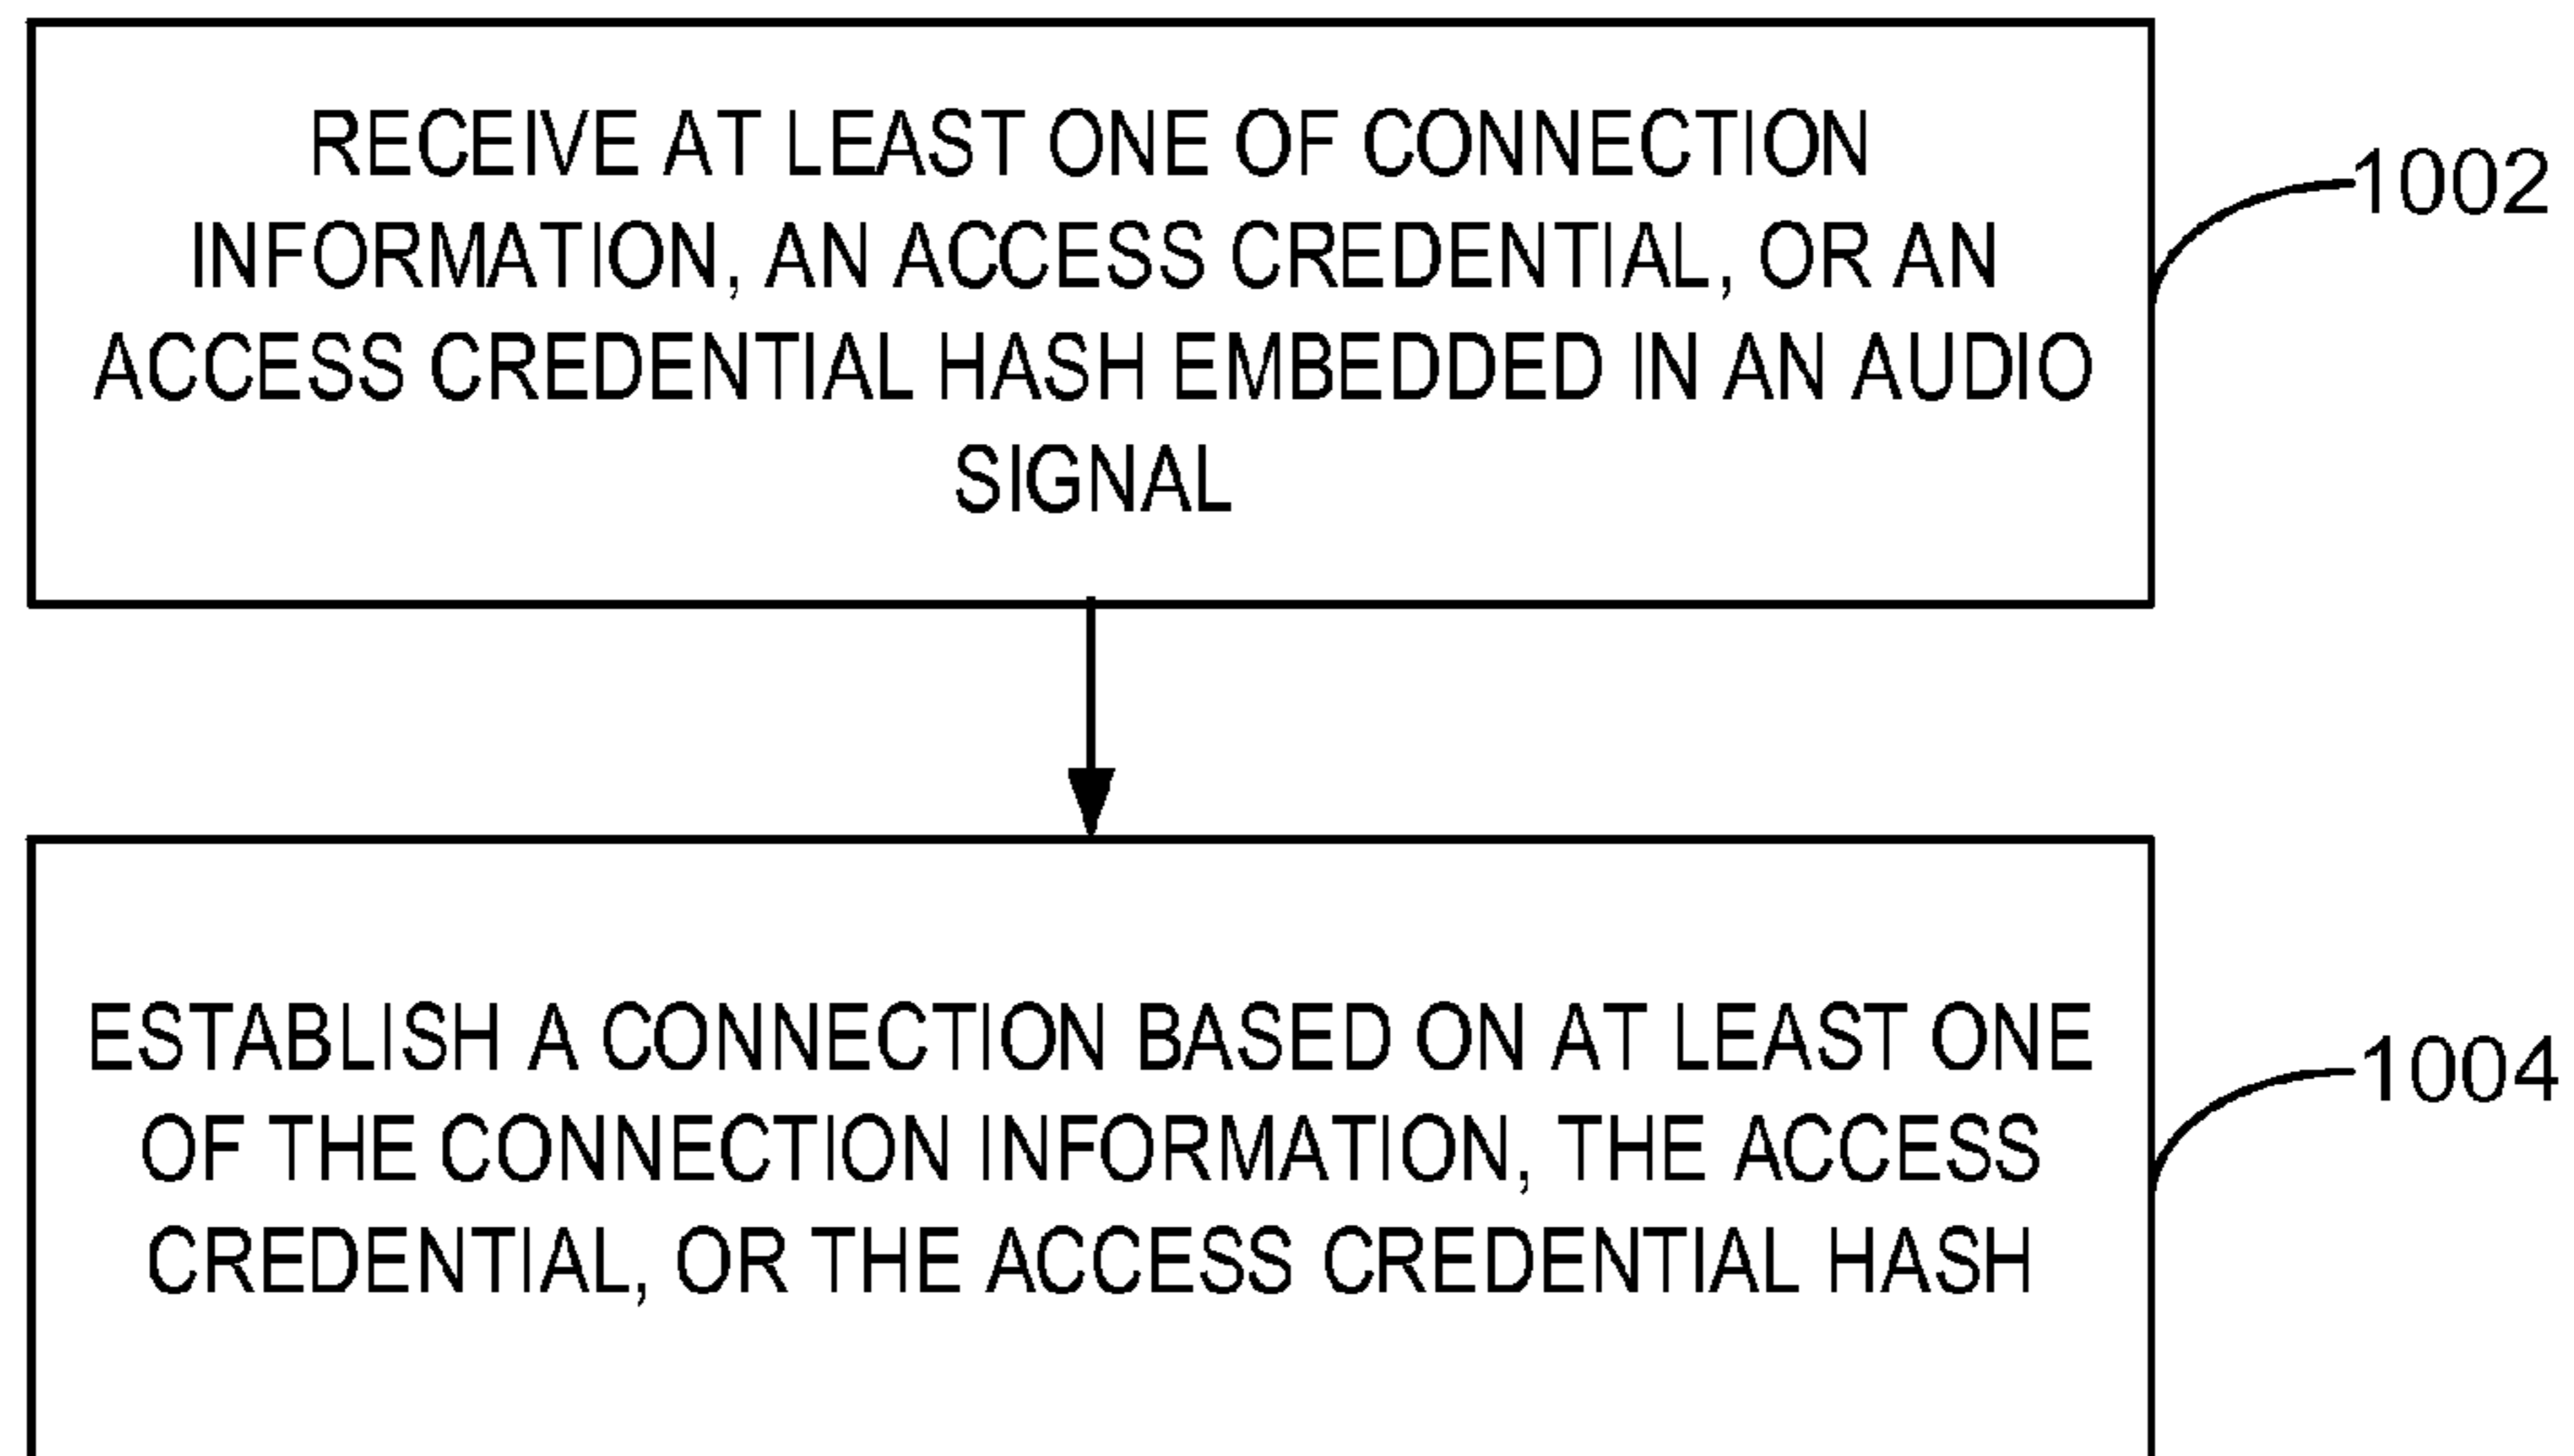 RECEIVE AT LEAST ONE OF CONNECTION
INFORMATION, AN ACCESS CREDENTIAL, OR AN
ACCESS CREDENTIAL HASH EMBEDDED IN AN AUDIO
SIGNAL
1002
ESTABLISH A CONNECTION BASED ON AT LEAST ONE
OF THE CONNECTION INFORMATION, THE ACCESS
CREDENTIAL, OR THE ACCESS CREDENTIAL HASH
1004